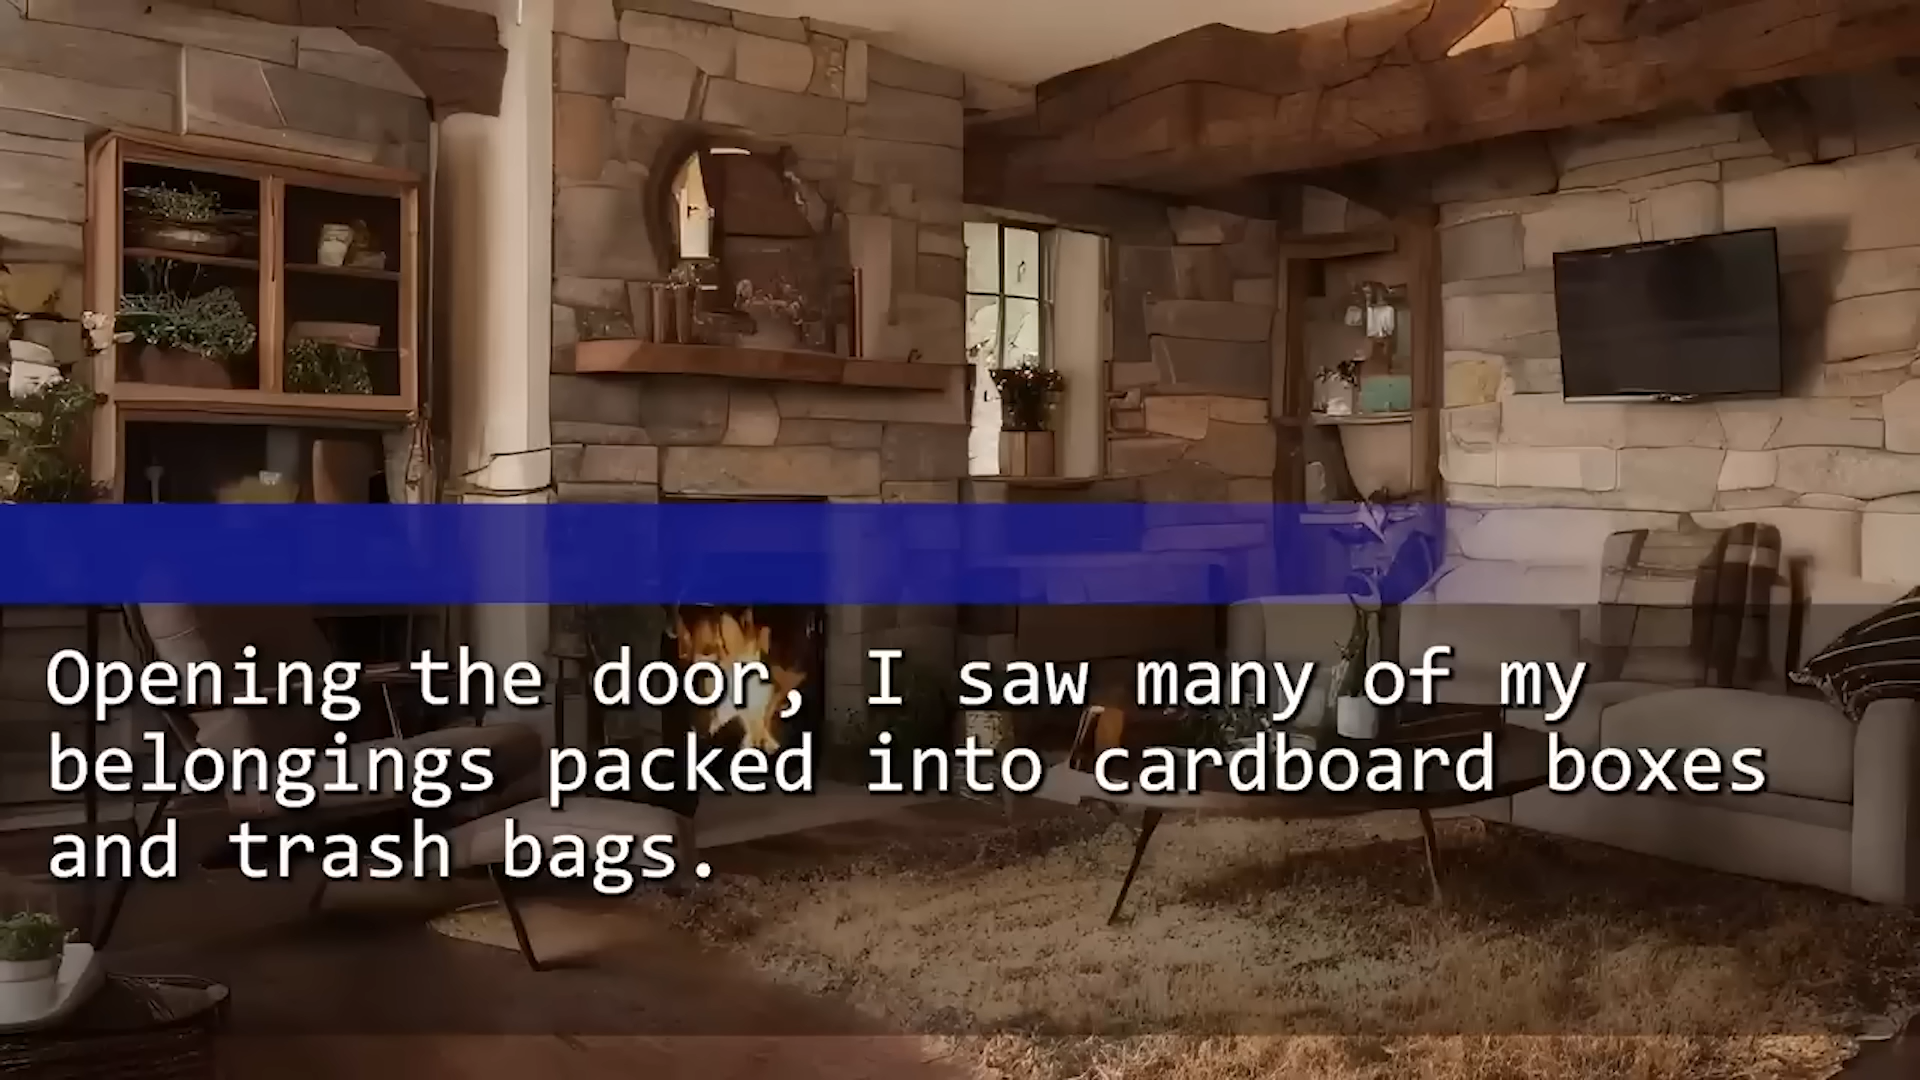 Opening the door, I saw many of my
belongings packed into cardboard boxes
and trash bags.